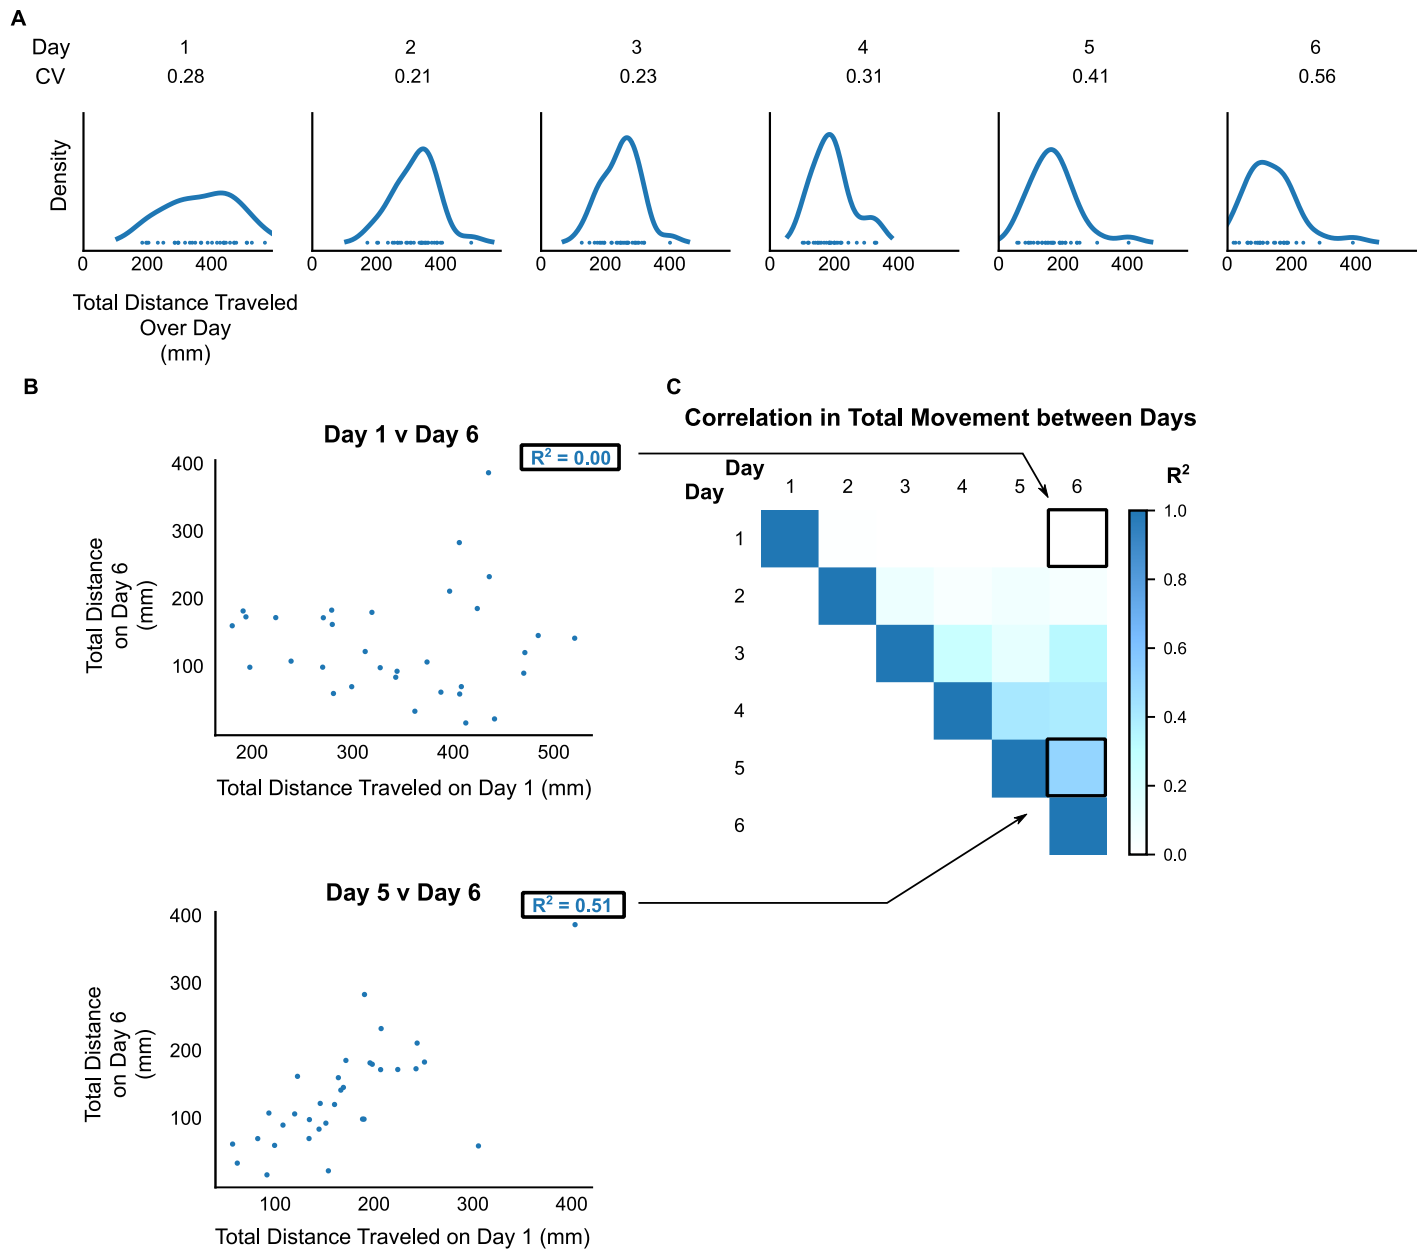 A
Day 1 2 3 4 5 6
CV 0.28 0.21 0.23 0.31 0.41 0.56
Density
0 200 400 0 200 400 0 200 400 0 200 400 0 200 400 0 200 400
Total Distance Traveled
Over Day
(mm)
B
Day 1 v Day 6
R² = 0.00
400
300
200
100
Total Distance
on Day 6
(mm)
200 300 400 500
Total Distance Traveled on Day 1 (mm)
Day 5 v Day 6
R² = 0.51
400
300
200
100
Total Distance
on Day 6
(mm)
100 200 300 400
Total Distance Traveled on Day 1 (mm)
C
Correlation in Total Movement between Days
Day
Day
1 2 3 4 5 6
1
2
3
4
5
6
R²
1.0
0.8
0.6
0.4
0.2
0.0